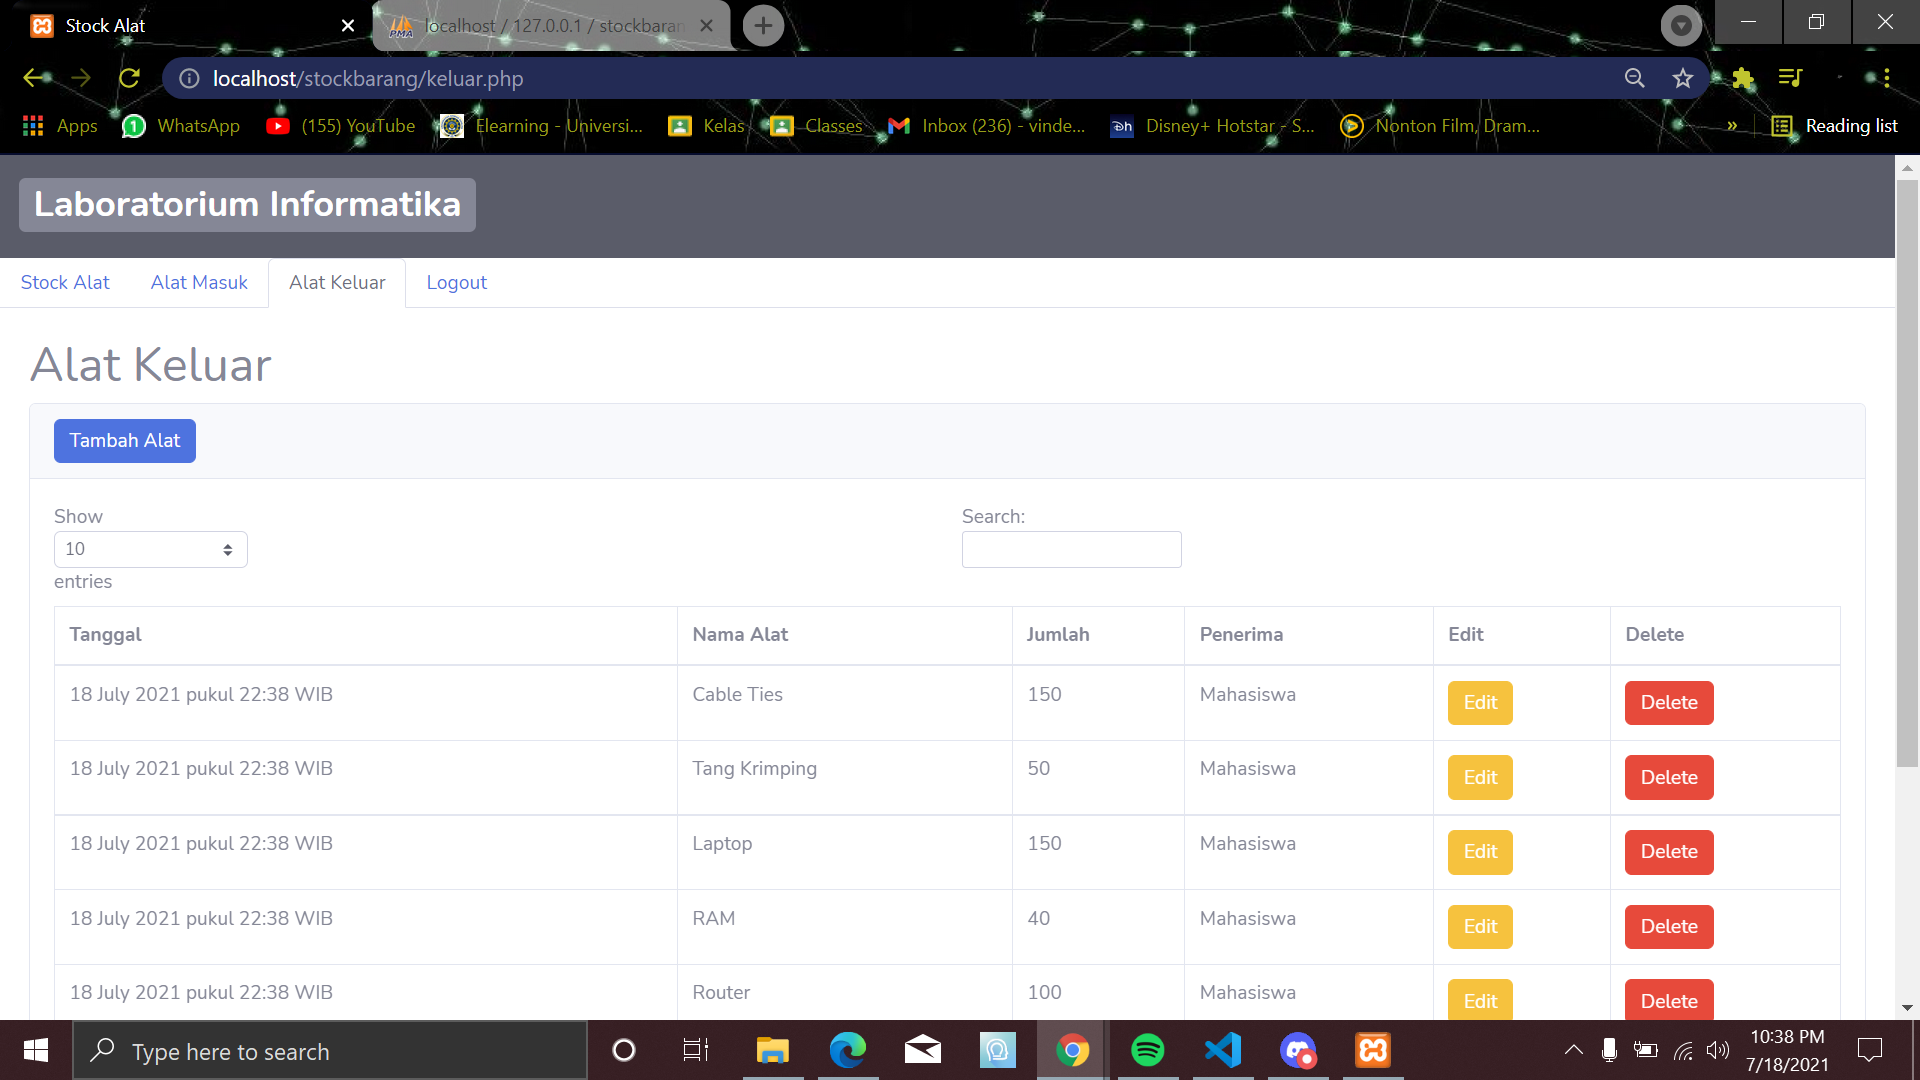 Stock Alat
localhost / 127.0.0.1 / stockbaran
localhost/stockbarang/keluar.php
Apps WhatsApp (155) YouTube Elearning - Universi... Kelas Classes Inbox (236) - vinde... Disney+ Hotstar - S... Nonton Film, Dram... » Reading list
Laboratorium Informatika
Stock Alat Alat Masuk Alat Keluar Logout
Alat Keluar
Tambah Alat
Show Search:
10
entries
Tanggal Nama Alat Jumlah Penerima Edit Delete
18 July 2021 pukul 22:38 WIB Cable Ties 150 Mahasiswa Edit Delete
18 July 2021 pukul 22:38 WIB Tang Krimping 50 Mahasiswa Edit Delete
18 July 2021 pukul 22:38 WIB Laptop 150 Mahasiswa Edit Delete
18 July 2021 pukul 22:38 WIB RAM 40 Mahasiswa Edit Delete
18 July 2021 pukul 22:38 WIB Router 100 Mahasiswa Edit Delete
Type here to search
10:38 PM
7/18/2021